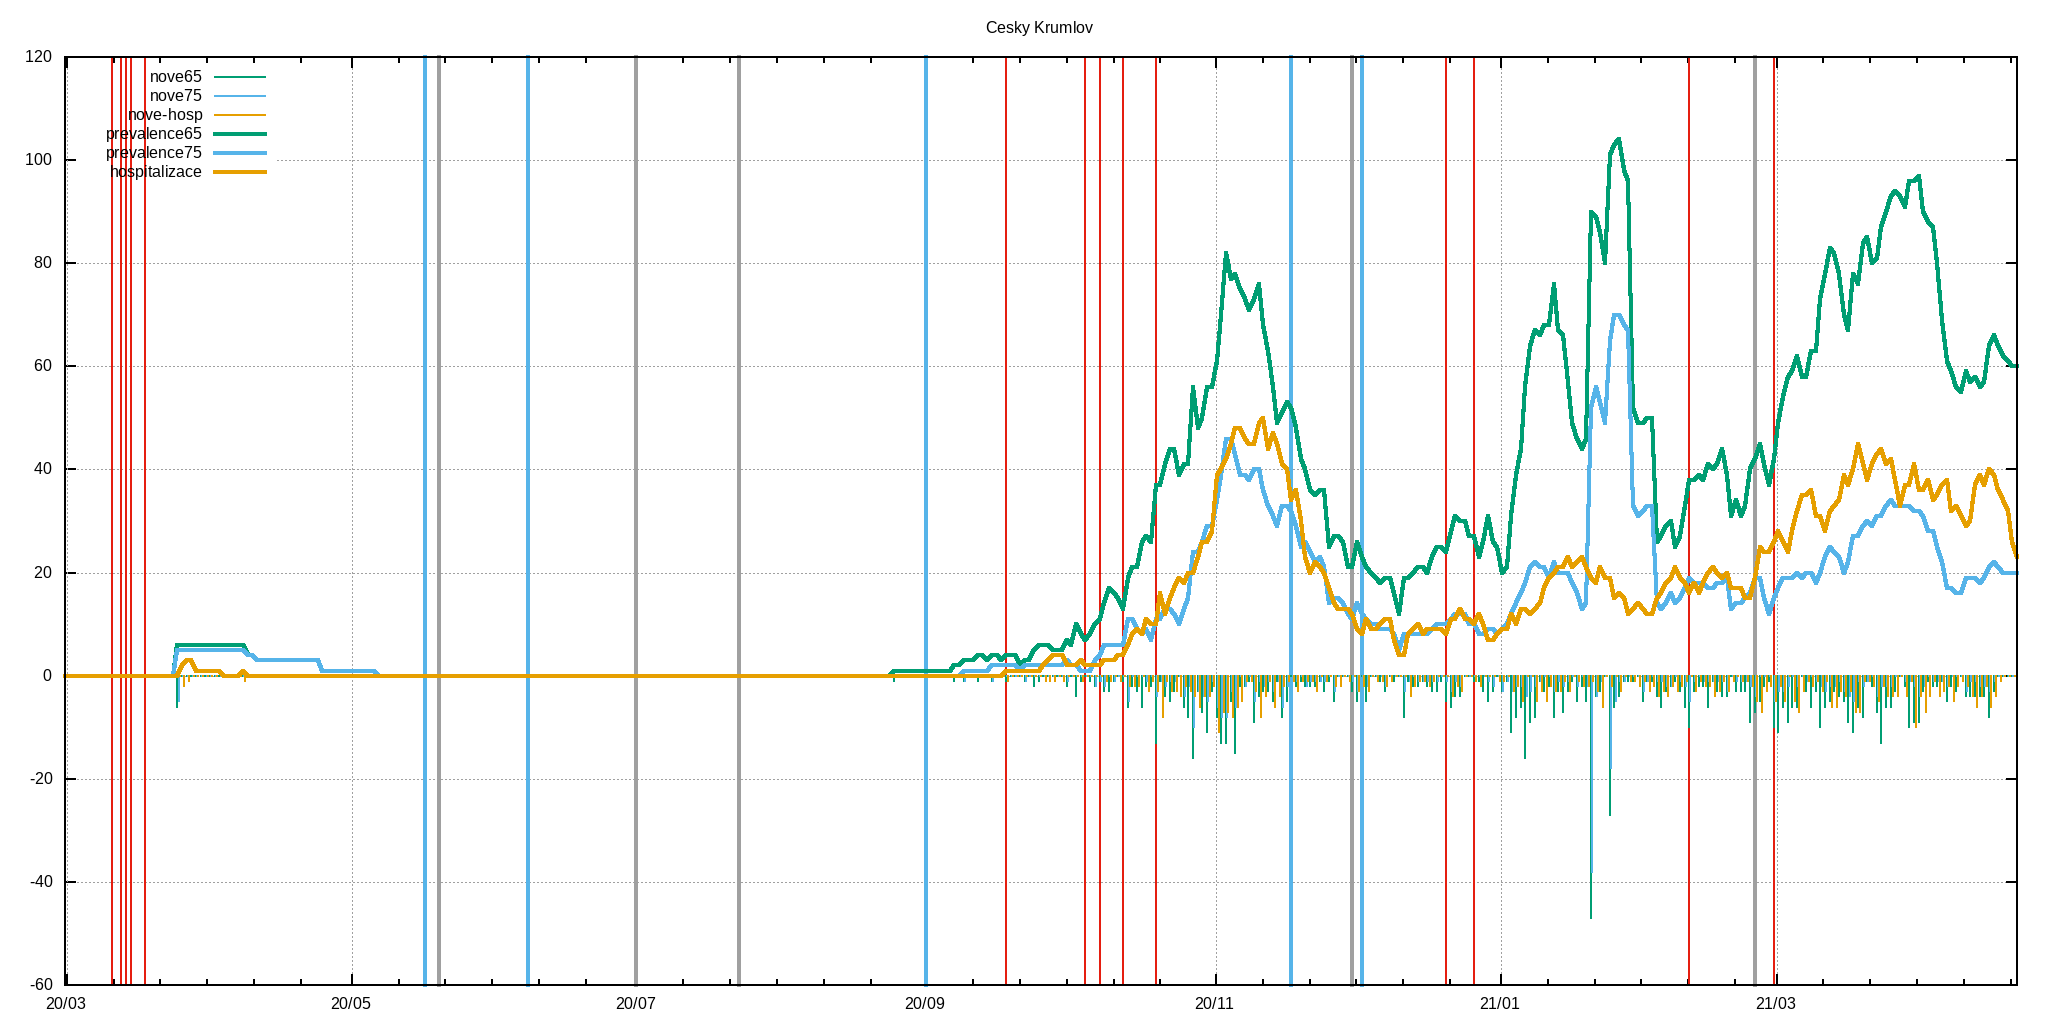 Cesky Krumlov
120
100
80
60
40
20
0
-20
-40
-60
nove65
nove75
nove-hosp
prevalence65
prevalence75
hospitalizace
20/03 20/05 20/07 20/09 20/11 21/01 21/03